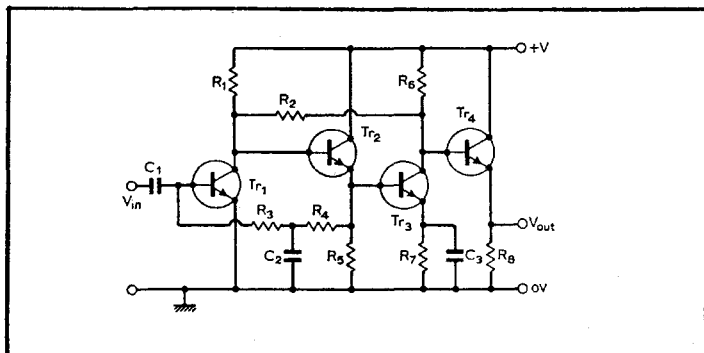 +V
R1
R6
R2
Tr4
Tr2
C1
Tr1
Vin
Tr3
R3
R4
Vout
C2
R5
R7
C3
R8
0V